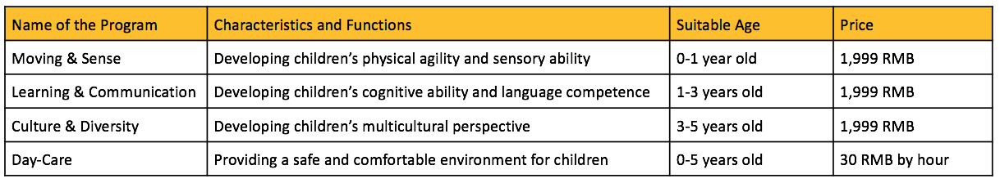 Name of the Program Characteristics and Functions Suitable Age Price
Moving & Sense Developing children’s physical agility and sensory ability 0-1 year old 1,999 RMB
Learning & Communication Developing children’s cognitive ability and language competence 1-3 years old 1,999 RMB
Culture & Diversity Developing children’s multicultural perspective 3-5 years old 1,999 RMB
Day-Care Providing a safe and comfortable environment for children 0-5 years old 30 RMB by hour